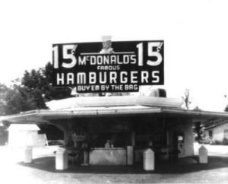 15 McDONALD'S 15
FAMOUS
HAMBURGERS
BUY EM BY THE BAG